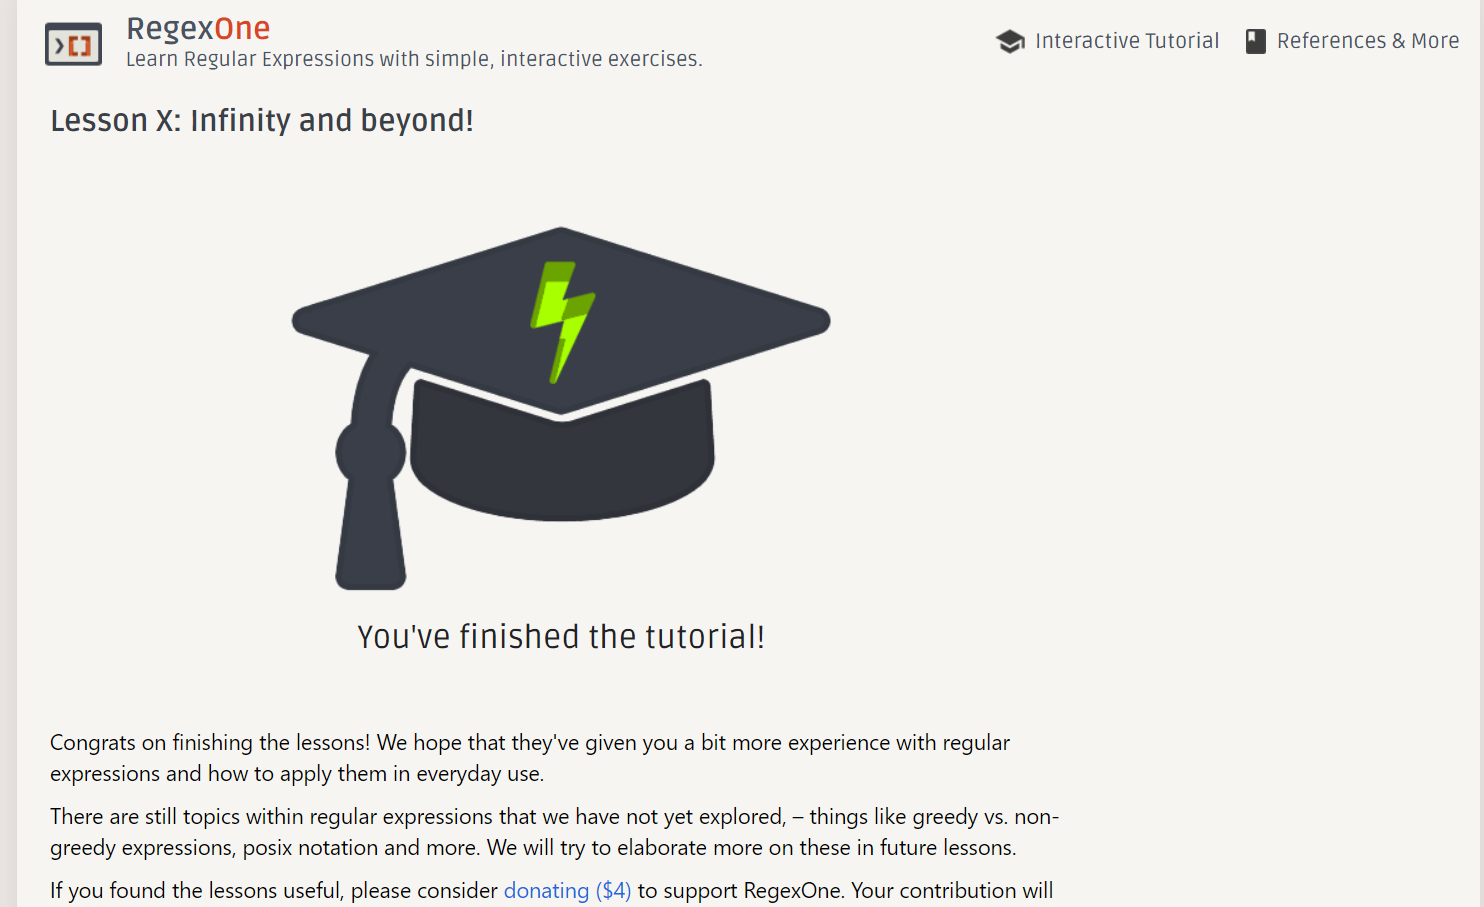 RegexOne
Learn Regular Expressions with simple, interactive exercises.
Interactive Tutorial
References & More
Lesson X: Infinity and beyond!
You've finished the tutorial!
Congrats on finishing the lessons! We hope that they've given you a bit more experience with regular
expressions and how to apply them in everyday use.
There are still topics within regular expressions that we have not yet explored, – things like greedy vs. non-
greedy expressions, posix notation and more. We will try to elaborate more on these in future lessons.
If you found the lessons useful, please consider donating ($4) to support RegexOne. Your contribution will